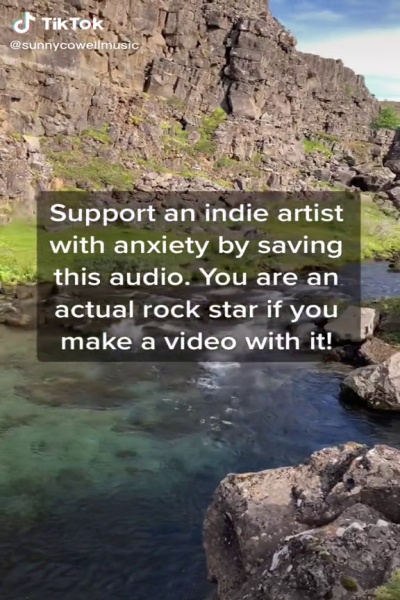 TikTok
@sunnycowellmusic
Support an indie artist
with anxiety by saving
this audio. You are an
actual rock star if you
make a video with it!